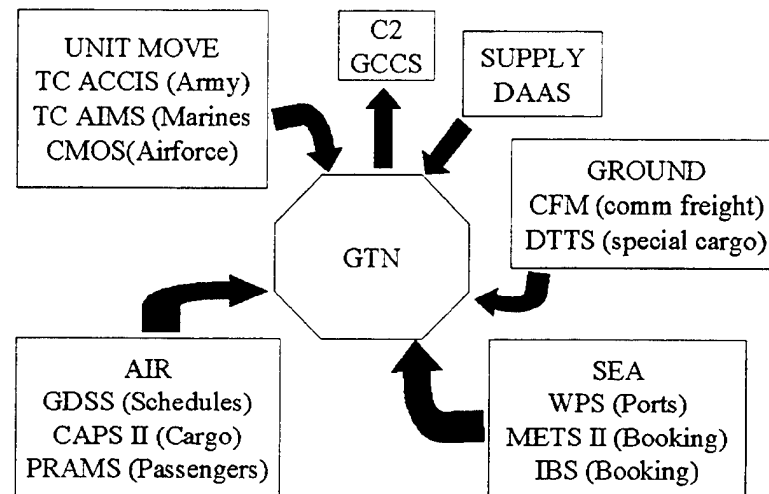 UNIT MOVE
TC ACCIS (Army)
TC AIMS (Marines
CMOS(Airforce)
C2
GCCS
SUPPLY
DAAS
GROUND
CFM (comm freight)
DTTS (special cargo)
GTN
AIR
GDSS (Schedules)
CAPS II (Cargo)
PRAMS (Passengers)
SEA
WPS (Ports)
METS II (Booking)
IBS (Booking)